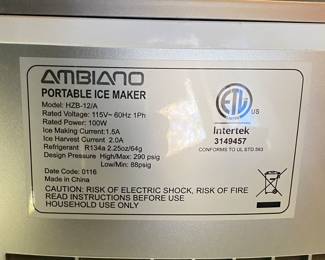 AMBIANO
PORTABLE ICE MAKER
Model: HZB-12/A
Rated Voltage: 115V~ 60Hz 1Ph
Rated Power: 100W
Ice Making Current:1.5A
Ice Harvest Current: 2.0A
Refrigerant R134a 2.25oz/64g
Design Pressure High/Max: 290 psig
Low/Min: 88psig
Date Code: 0116
Made in China
CAUTION: RISK OF ELECTRIC SHOCK, RISK OF FIRE
READ INSTRUCTIONS BEFORE USE
HOUSEHOLD USE ONLY
ETL
US
Intertek
3149457
CONFORMS TO UL STD.563